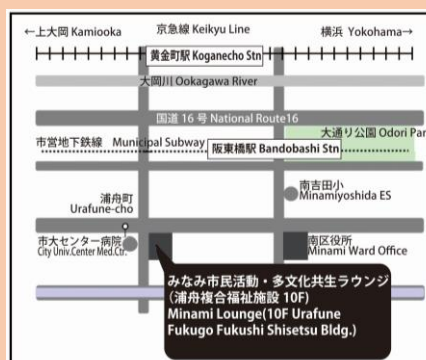 ←上大岡 Kamiooka 京急線 Keikyu Line 横浜 Yokohama→
黄金町駅 Koganecho Stn
大岡川 Ookagawa River
国道 16 号 National Route16
大通り公園 Odori Par
市営地下鉄線 Municipal Subway 阪東橋駅 Bandobashi Stn
南吉田小
Minamiyoshida ES
浦舟町
Urafune-cho
市大センター病院
City Univ.Center Med.Ctr.
南区役所
Minami Ward Office
みなみ市民活動・多文化共生ラウンジ
(浦舟複合福祉施設 10F)
Minami Lounge(10F Urafune
Fukugo Fukushi Shisetsu Bldg.)